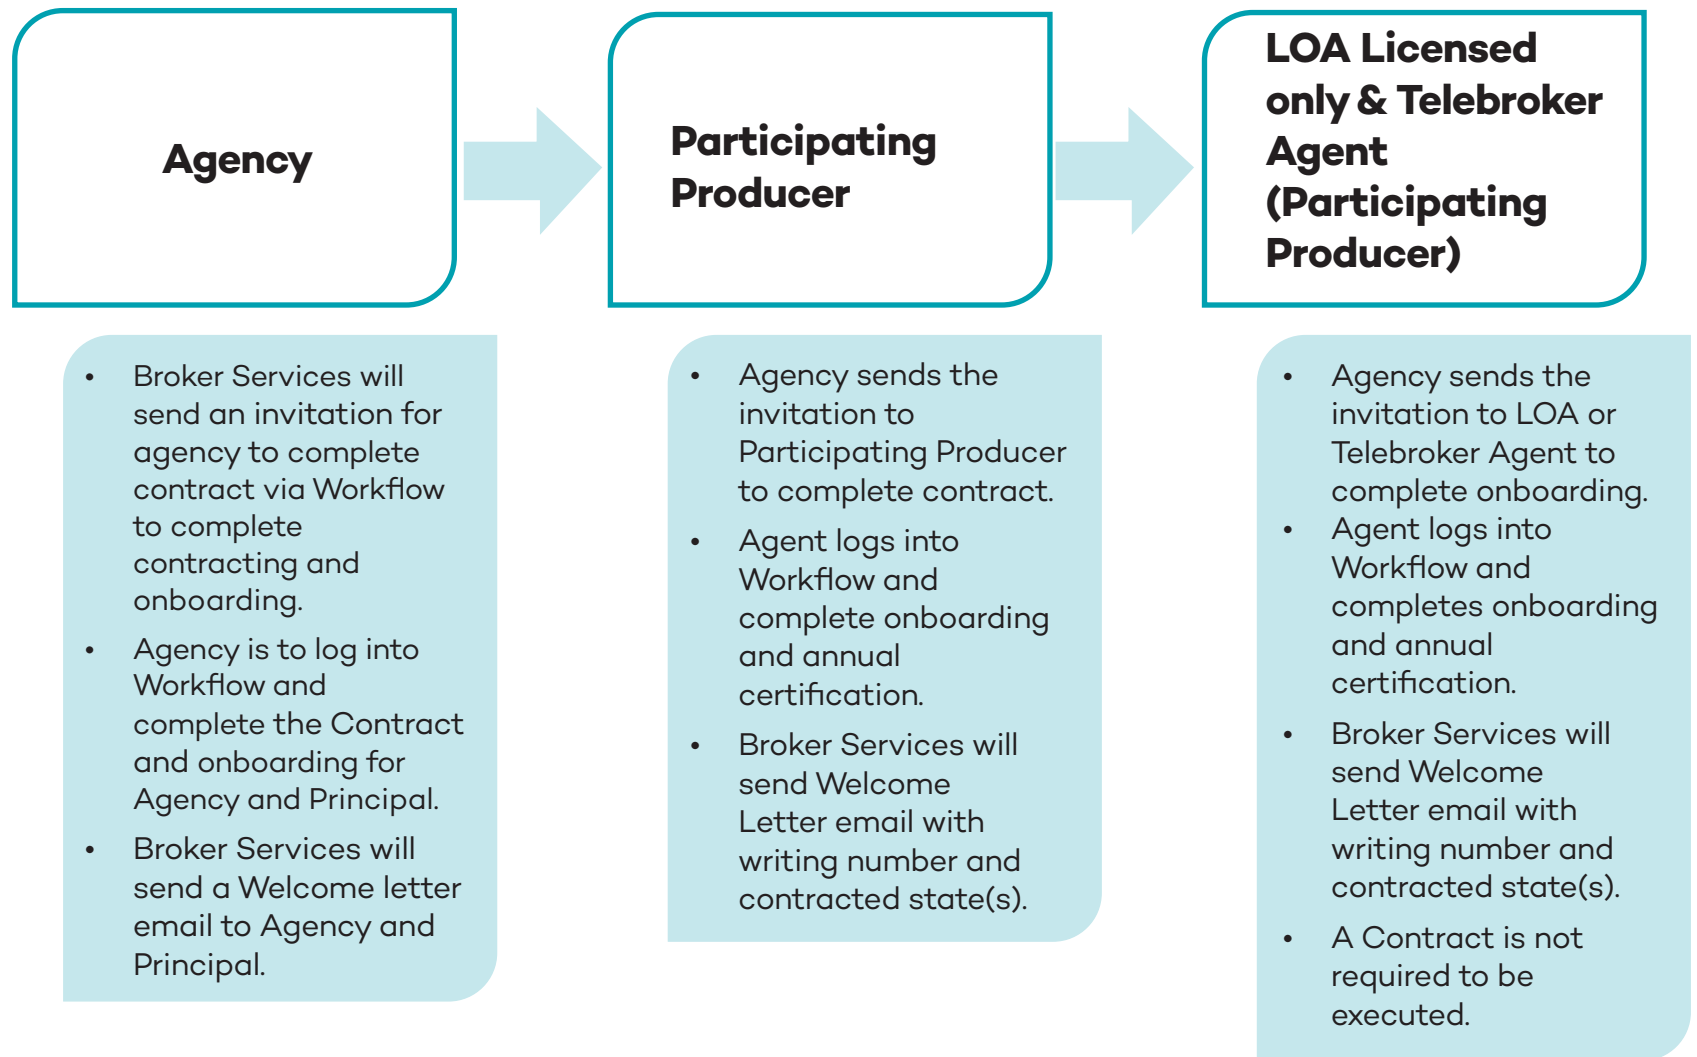 Agency
Participating
Producer
LOA Licensed
only & Telebroker
Agent
(Participating
Producer)
• Broker Services will
send an invitation for
agency to complete
contract via Workflow
to complete
contracting and
onboarding.
• Agency is to log into
Workflow and
complete the Contract
and onboarding for
Agency and Principal.
• Broker Services will
send a Welcome letter
email to Agency and
Principal.
• Agency sends the
invitation to
Participating Producer
to complete contract.
• Agent logs into
Workflow and
complete onboarding
and annual
certification.
• Broker Services will
send Welcome
Letter email with
writing number and
contracted state(s).
• Agency sends the
invitation to LOA or
Telebroker Agent to
complete onboarding.
• Agent logs into
Workflow and
completes onboarding
and annual
certification.
• Broker Services will
send Welcome
Letter email with
writing number and
contracted state(s).
• A Contract is not
required to be
executed.